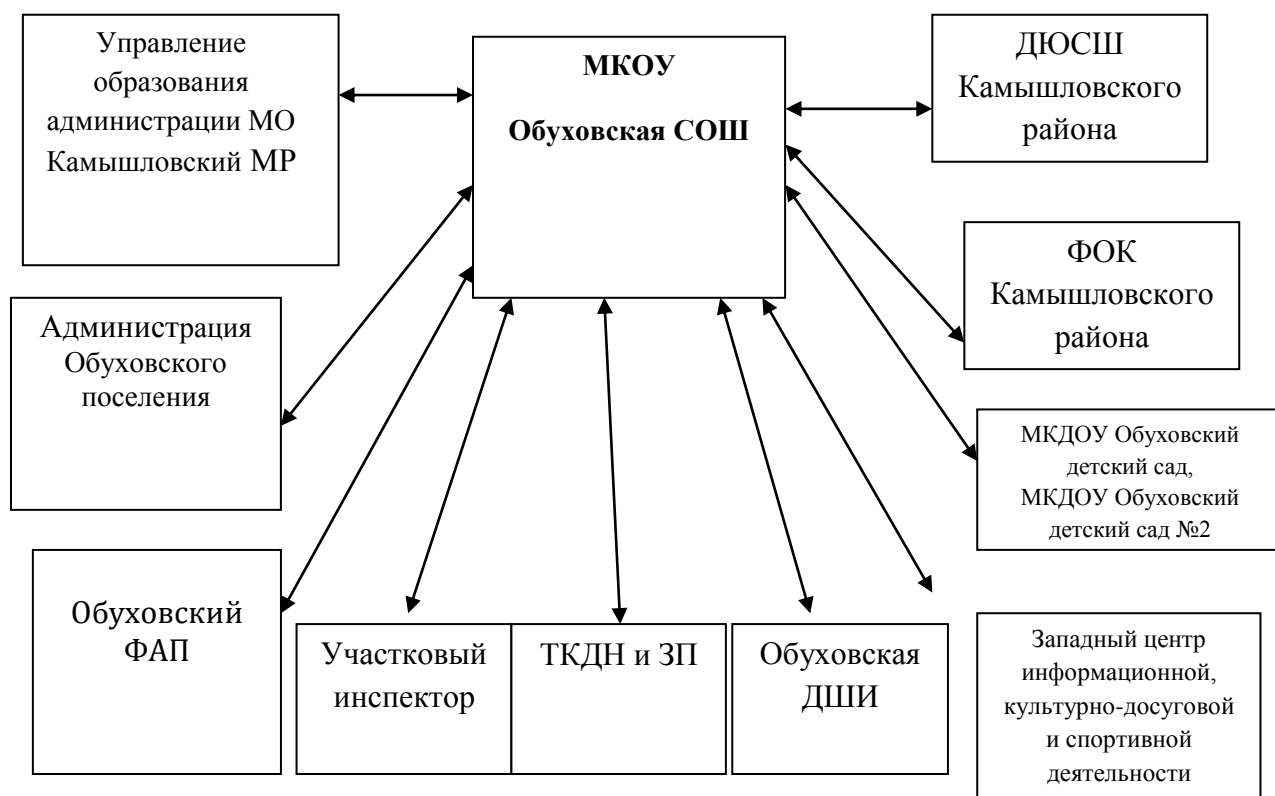 Управление
образования
администрации МО
Камышловский МР
МКОУ
Обуховская СОШ
ДЮСШ
Камышловского
района
ФОК
Камышловского
района
Администрация
Обуховского
поселения
МКДОУ Обуховский
детский сад,
МКДОУ Обуховский
детский сад №2
Обуховский
ФАП
Участковый
инспектор
ТКДН и ЗП
Обуховская
ДШИ
Западный центр
информационной,
культурно-досуговой
и спортивной
деятельности